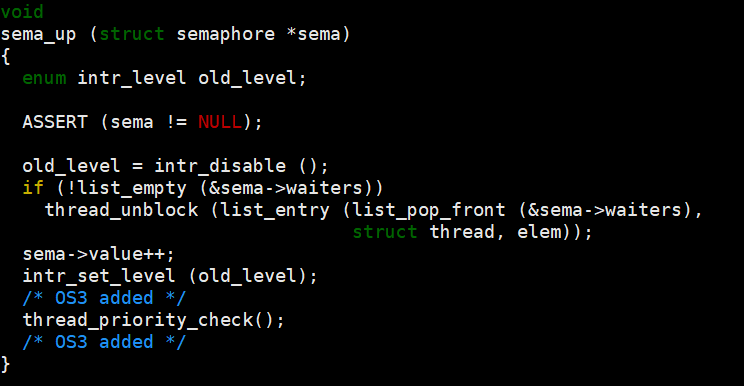 void
sema_up (struct semaphore *sema)
{
  enum intr_level old_level;

  ASSERT (sema != NULL);

  old_level = intr_disable ();
  if (!list_empty (&sema->waiters))
    thread_unblock (list_entry (list_pop_front (&sema->waiters),
                                struct thread, elem));
  sema->value++;
  intr_set_level (old_level);
  /* OS3 added */
  thread_priority_check();
  /* OS3 added */
}